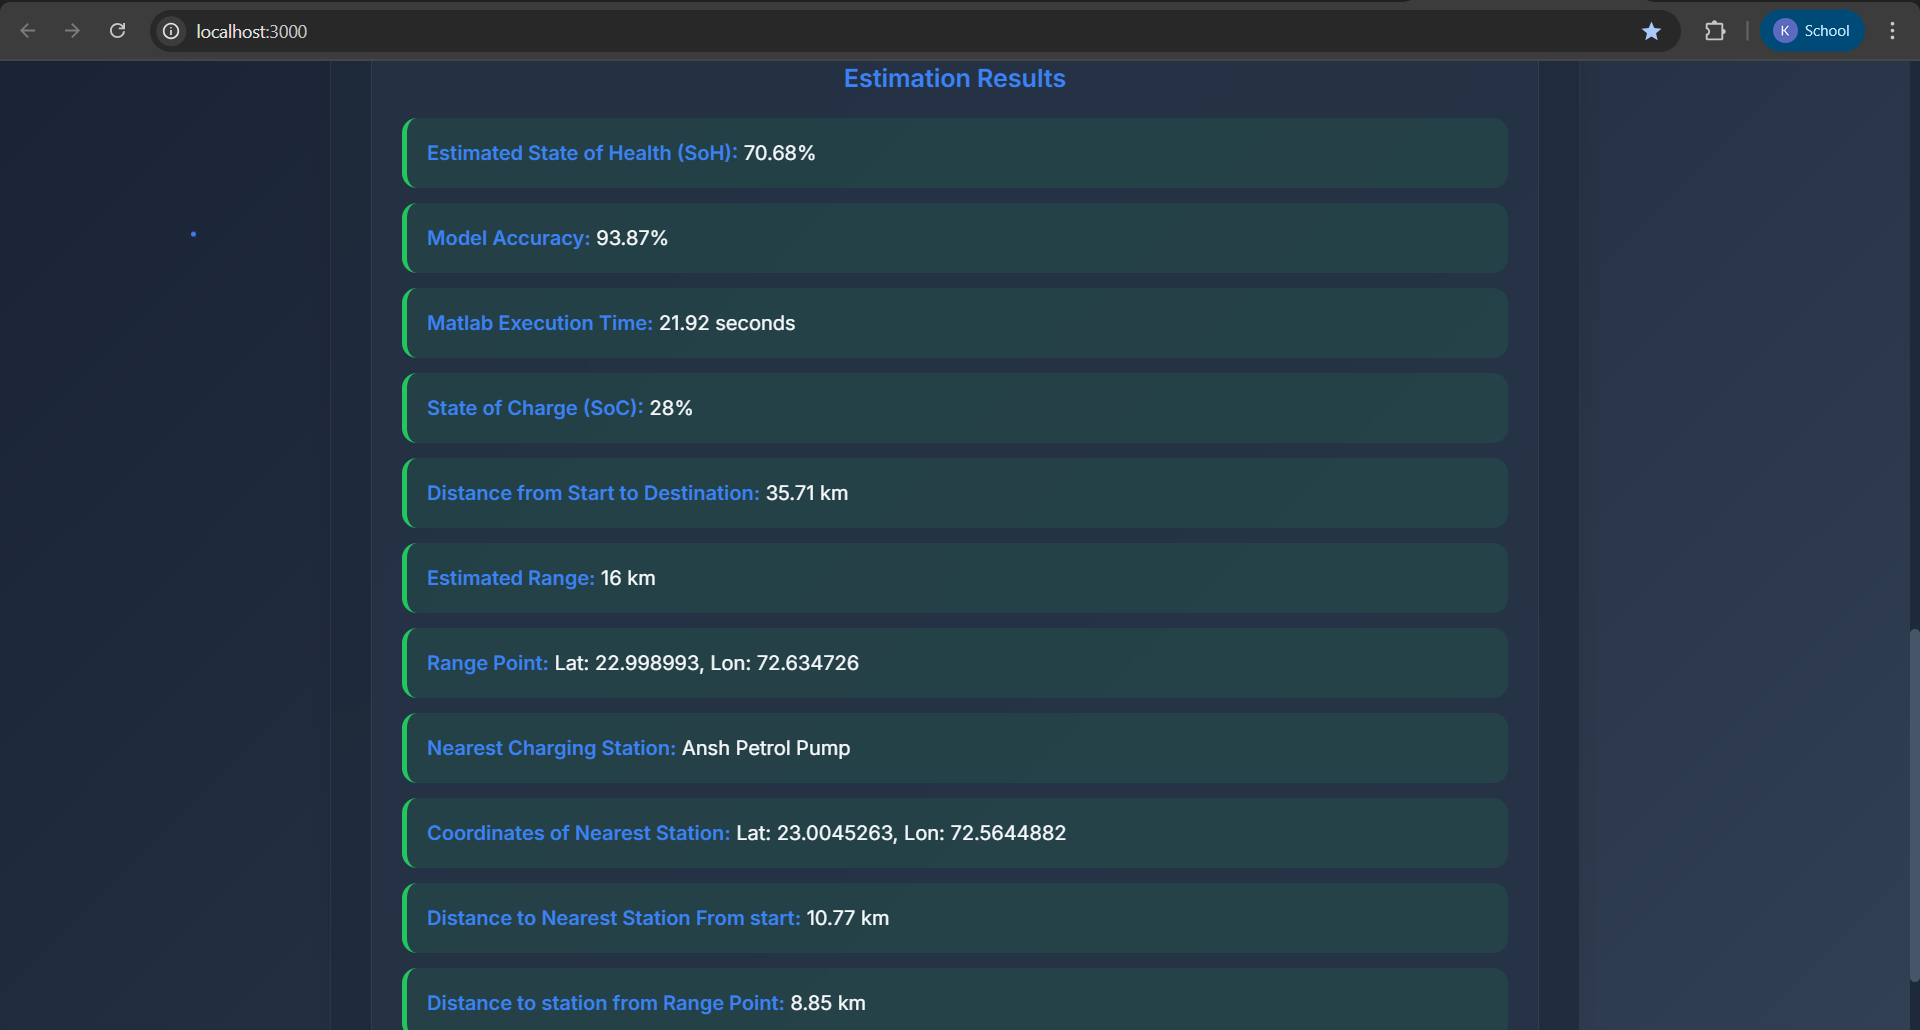 localhost:3000
K School
Estimation Results
Estimated State of Health (SoH): 70.68%
Model Accuracy: 93.87%
Matlab Execution Time: 21.92 seconds
State of Charge (SoC): 28%
Distance from Start to Destination: 35.71 km
Estimated Range: 16 km
Range Point: Lat: 22.998993, Lon: 72.634726
Nearest Charging Station: Ansh Petrol Pump
Coordinates of Nearest Station: Lat: 23.0045263, Lon: 72.5644882
Distance to Nearest Station From start: 10.77 km
Distance to station from Range Point: 8.85 km